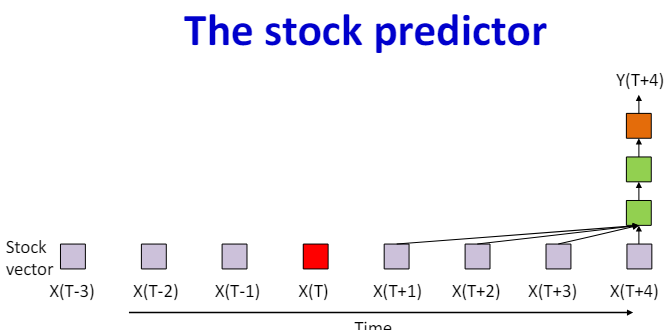 The stock predictor
Y(T+4)
Stock
vector
X(T-3) X(T-2) X(T-1) X(T) X(T+1) X(T+2) X(T+3) X(T+4)
Time